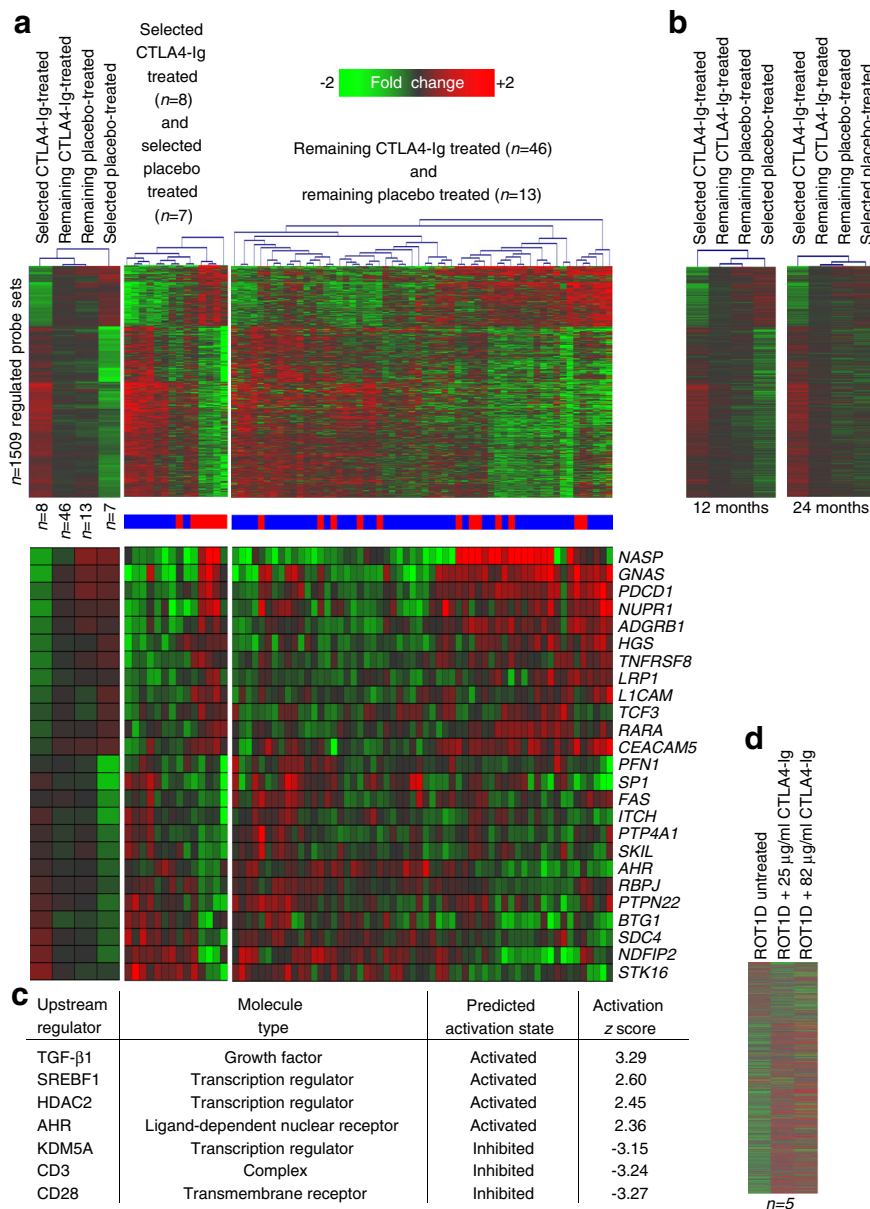 a
Selected CTLA4-Ig-treated
Remaining CTLA4-Ig-treated
Remaining placebo-treated
Selected placebo-treated
Selected
CTLA4-Ig
treated
(n=8)
and
selected
placebo
treated
(n=7)
-2 Fold change +2
Remaining CTLA4-Ig treated (n=46)
and
remaining placebo treated (n=13)
n=1509 regulated probe sets
n=8
n=46
n=13
n=7
NASP
GNAS
PDCD1
NUPR1
ADGRB1
HGS
TNFRSF8
LRP1
L1CAM
TCF3
RARA
CEACAM5
PFN1
SP1
FAS
ITCH
PTP4A1
SKIL
AHR
RBPJ
PTPN22
BTG1
SDC4
NDFIP2
STK16
b
Selected CTLA4-Ig-treated
Remaining CTLA4-Ig-treated
Remaining placebo-treated
Selected placebo-treated
Selected CTLA4-Ig-treated
Remaining CTLA4-Ig-treated
Remaining placebo-treated
Selected placebo-treated
12 months
24 months
c
Upstream regulator Molecule type Predicted activation state Activation z score
TGF-β1 Growth factor Activated 3.29
SREBF1 Transcription regulator Activated 2.60
HDAC2 Transcription regulator Activated 2.45
AHR Ligand-dependent nuclear receptor Activated 2.36
KDM5A Transcription regulator Inhibited -3.15
CD3 Complex Inhibited -3.24
CD28 Transmembrane receptor Inhibited -3.27
d
ROT1D untreated
ROT1D + 25 µg/ml CTLA4-Ig
ROT1D + 82 µg/ml CTLA4-Ig
n=5